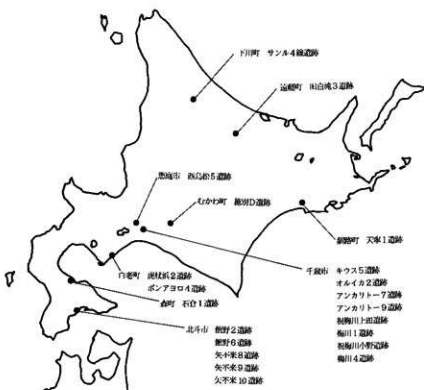 下川町 サンル4線遺跡
遠軽町 旧白滝3遺跡
恵庭市 西島松5遺跡
むかわ町 穂別D遺跡
釧路町 天寧1遺跡
白老町 虎杖浜2遺跡
ポンアヨロ4遺跡
千歳市 キウス5遺跡
オルイカ2遺跡
アンカリトー7遺跡
アンカリトー9遺跡
祝梅川上田遺跡
梅川1遺跡
祝梅川小野遺跡
梅川4遺跡
森町 石倉1遺跡
北斗市 館野2遺跡
館野6遺跡
矢不来8遺跡
矢不来9遺跡
矢不来10遺跡